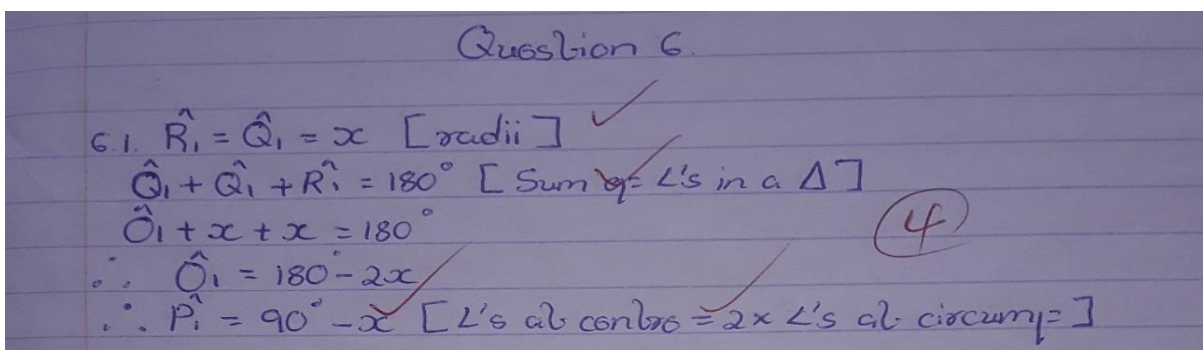 Question 6.
6.1. R̂₁ = Q̂₁ = x [radii]
Q̂₁ + Q̂₁ + R̂₁ = 180° [Sum of L's in a Δ]
Ô₁ + x + x = 180°
∴ Ô₁ = 180° - 2x
∴ P̂₁ = 90° - x [L's at centre = 2x L's at circump=]
4